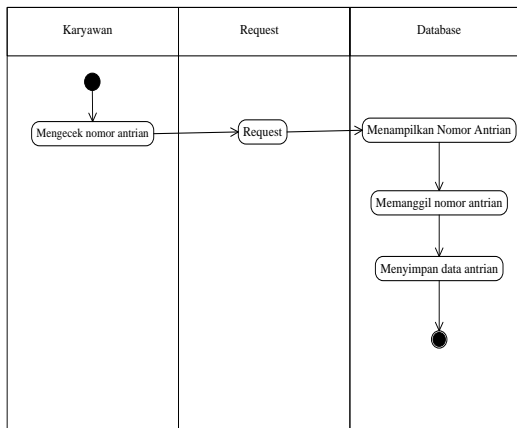 Karyawan
Request
Database
Mengecek nomor antrian
Request
Menampilkan Nomor Antrian
Memanggil nomor antrian
Menyimpan data antrian